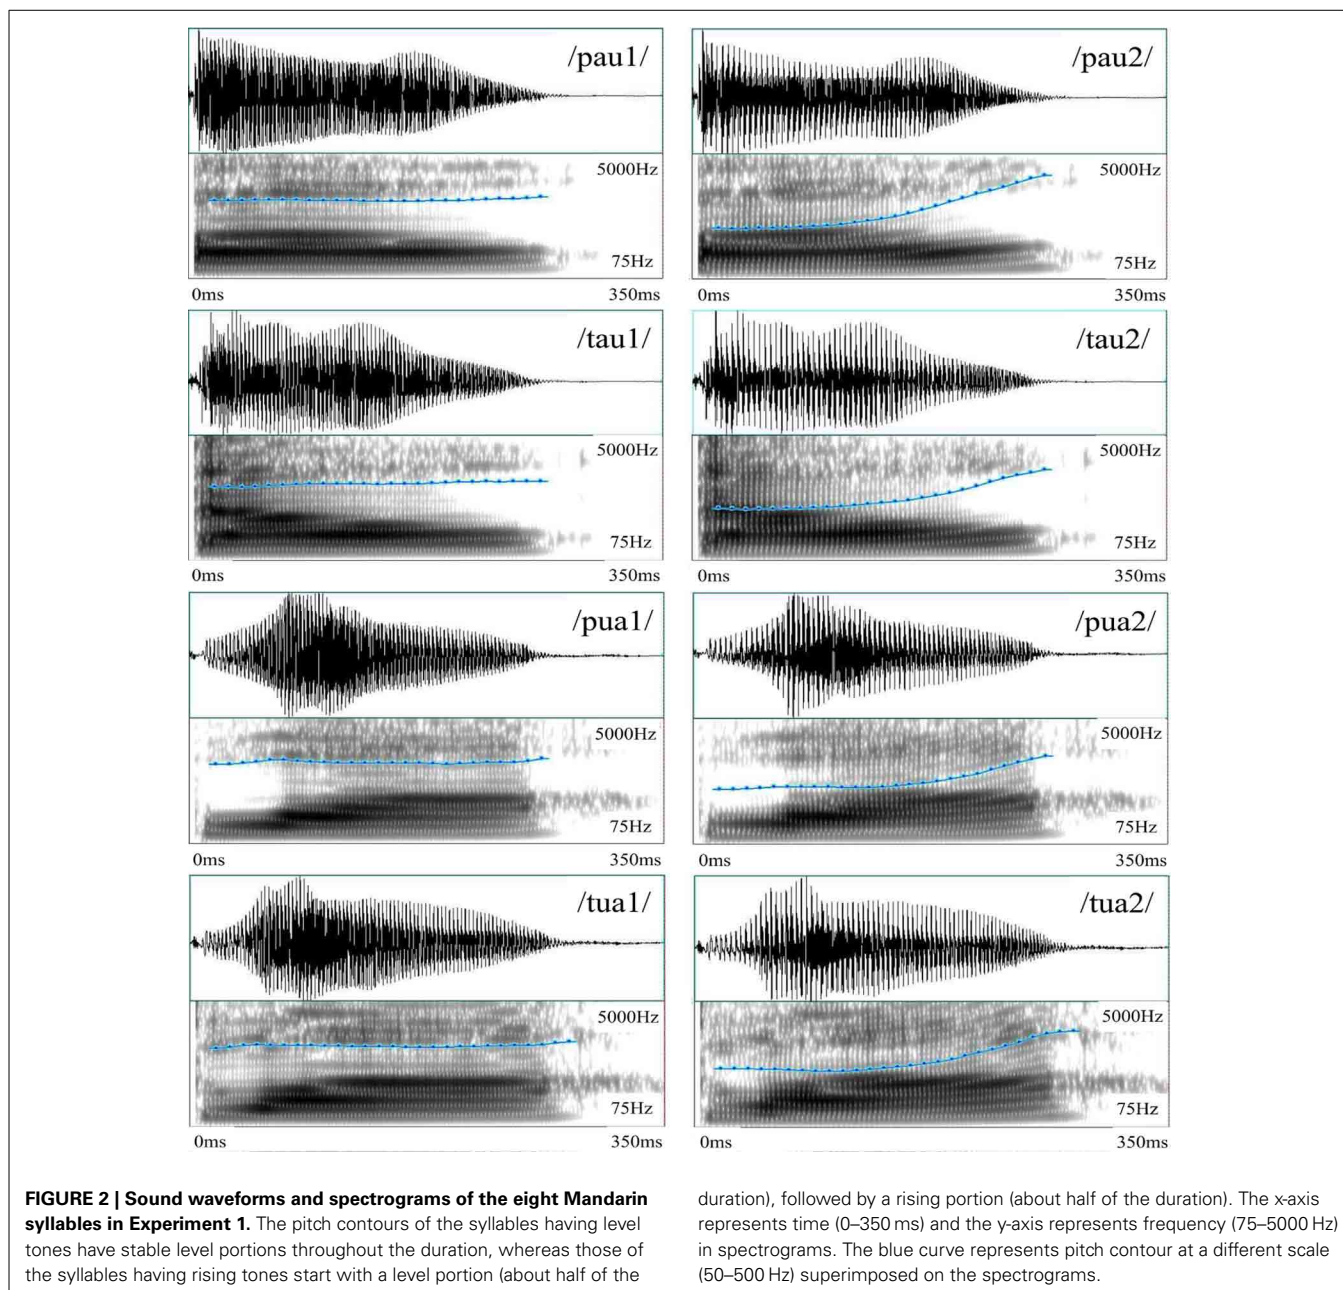 /pau1/
5000Hz
75Hz
0ms 350ms
/pau2/
5000Hz
75Hz
0ms 350ms
/tau1/
5000Hz
75Hz
0ms 350ms
/tau2/
5000Hz
75Hz
0ms 350ms
/pua1/
5000Hz
75Hz
0ms 350ms
/pua2/
5000Hz
75Hz
0ms 350ms
/tua1/
5000Hz
75Hz
0ms 350ms
/tua2/
5000Hz
75Hz
0ms 350ms
FIGURE 2 | Sound waveforms and spectrograms of the eight Mandarin
syllables in Experiment 1. The pitch contours of the syllables having level
tones have stable level portions throughout the duration, whereas those of
the syllables having rising tones start with a level portion (about half of the
duration), followed by a rising portion (about half of the duration). The x-axis
represents time (0–350 ms) and the y-axis represents frequency (75–5000 Hz)
in spectrograms. The blue curve represents pitch contour at a different scale
(50–500 Hz) superimposed on the spectrograms.